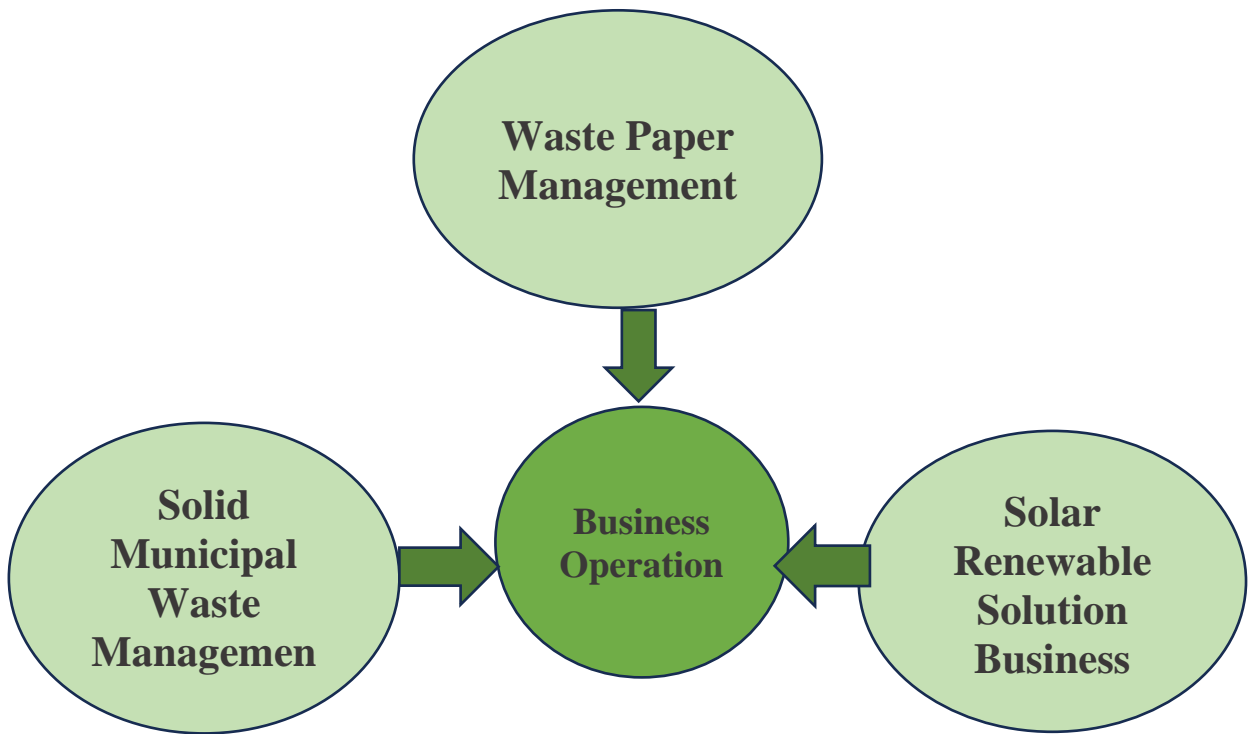 Waste Paper
Management
Business
Operation
Solid
Municipal
Waste
Managemen
Solar
Renewable
Solution
Business